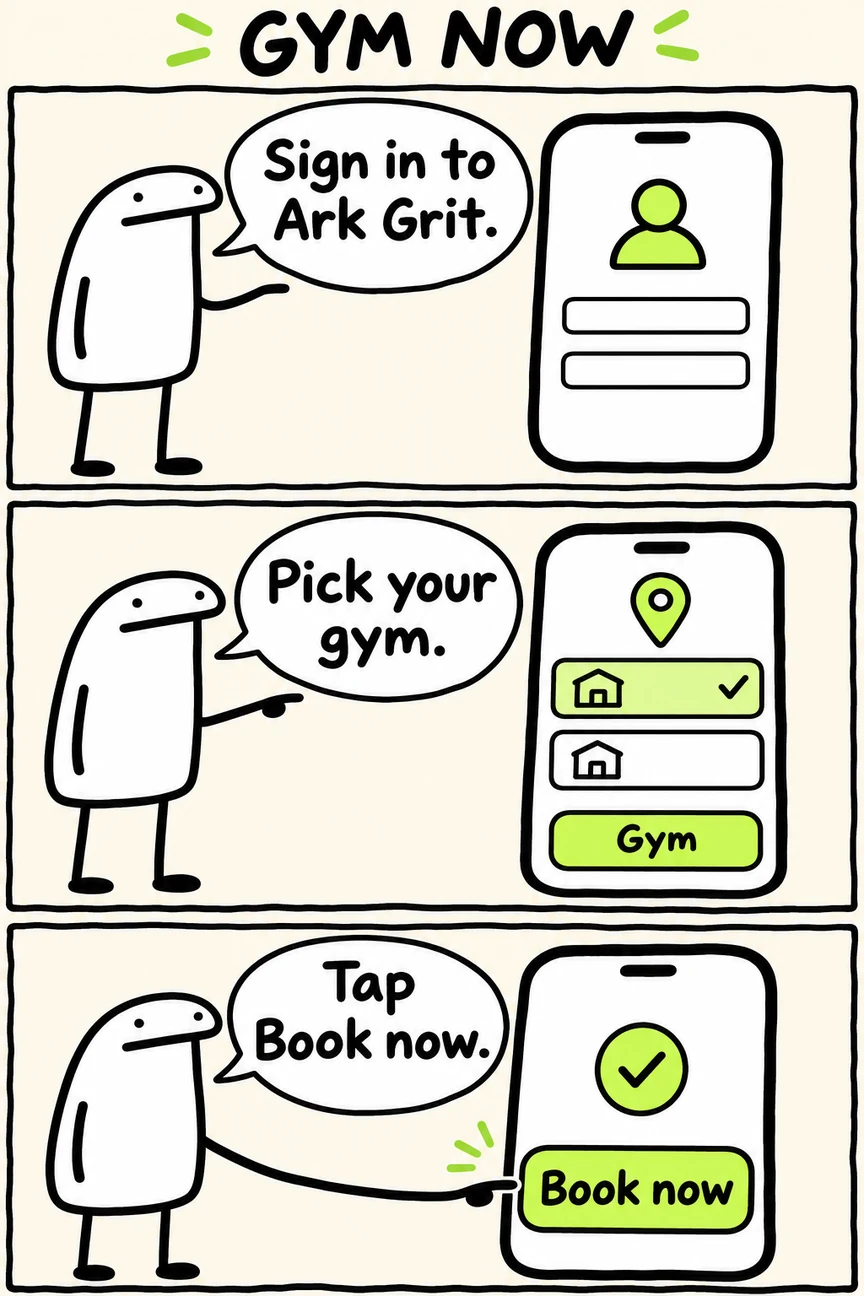 GYM NOW
Sign in to
Ark Grit.
Pick your
gym.
Gym
Tap
Book now.
Book now